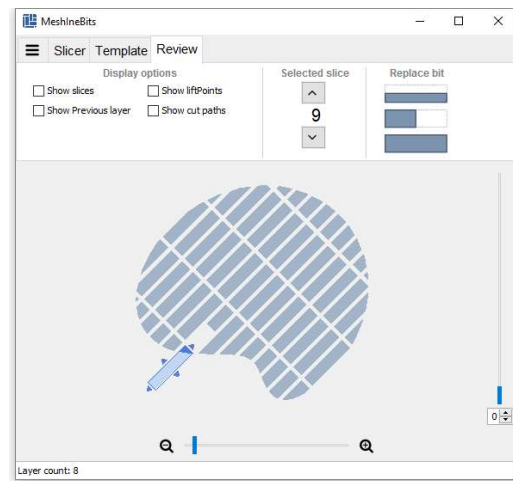 MeshIneBits
Slicer Template Review
Display options
Show slices
Show liftPoints
Show Previous layer
Show cut paths
Selected slice
9
Replace bit
0
Layer count: 8